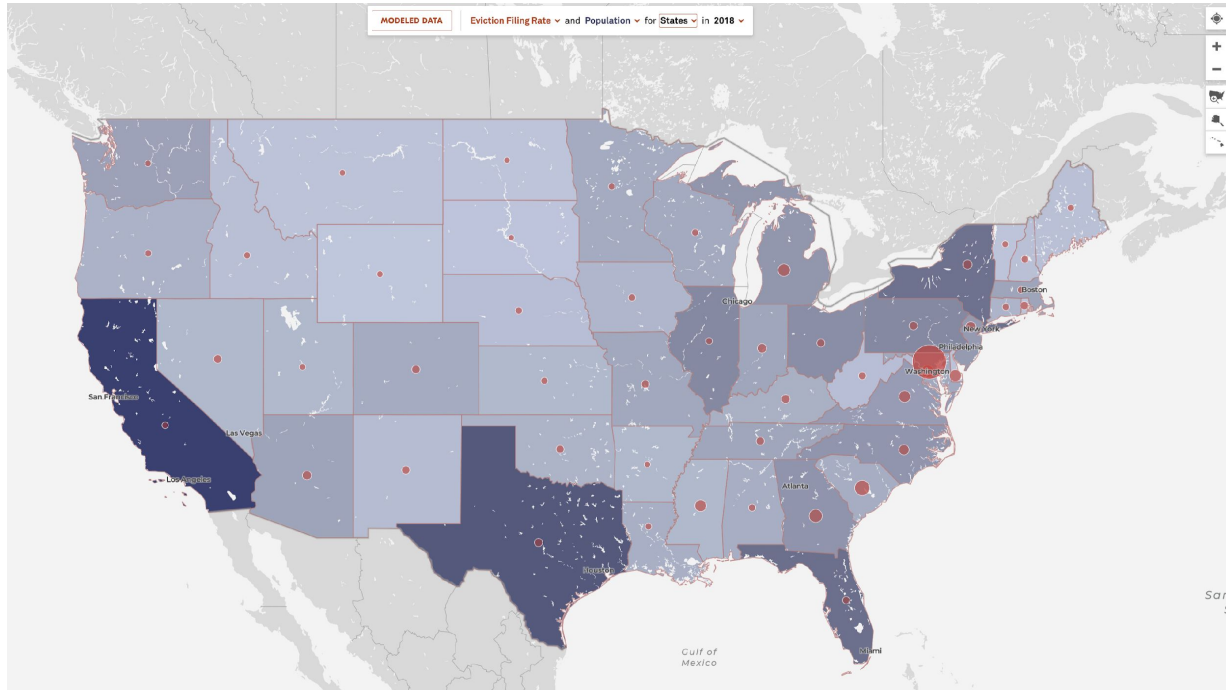 MODELED DATA Eviction Filing Rate and Population for States in 2018
Chicago
Boston
New York
Philadelphia
Washington
San Francisco
Las Vegas
Los Angeles
Atlanta
Houston
Gulf of
Mexico
Miami
Sar
S